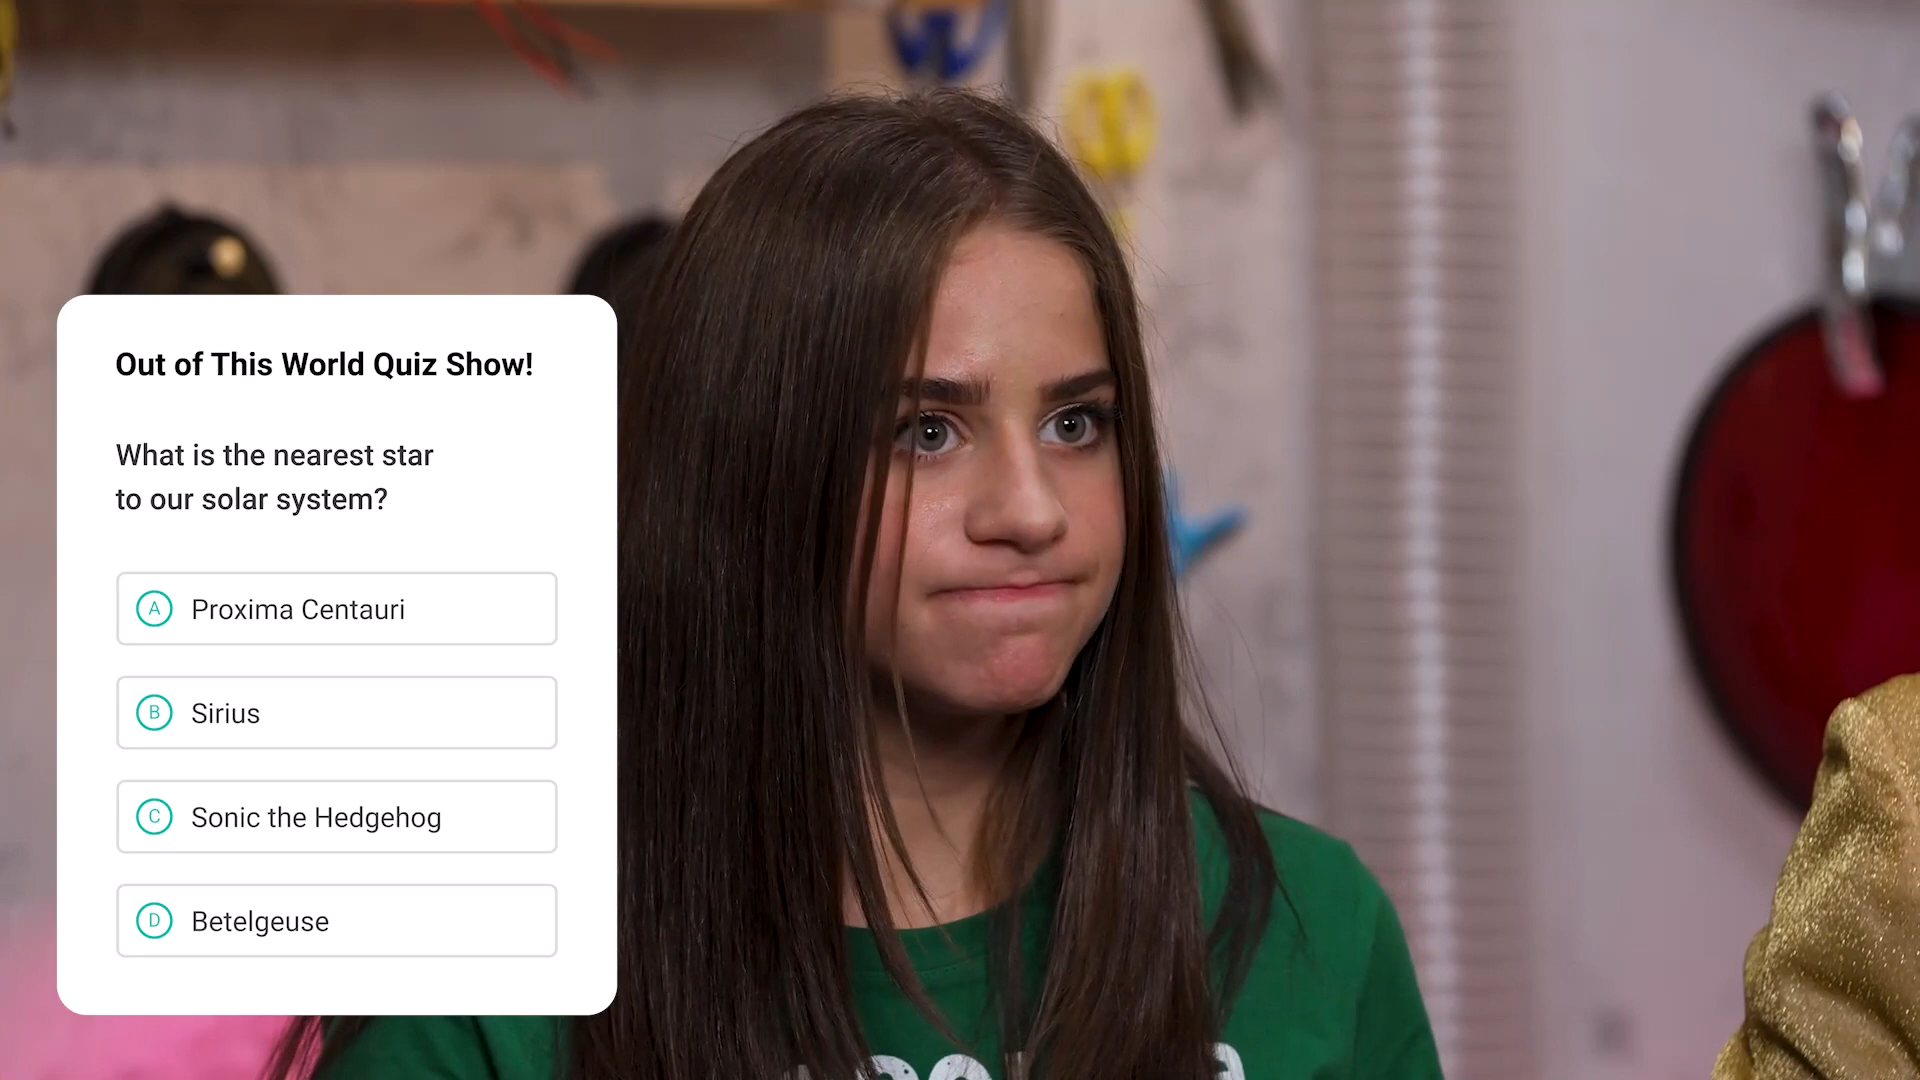 Out of This World Quiz Show!
What is the nearest star
to our solar system?
A Proxima Centauri
B Sirius
C Sonic the Hedgehog
D Betelgeuse